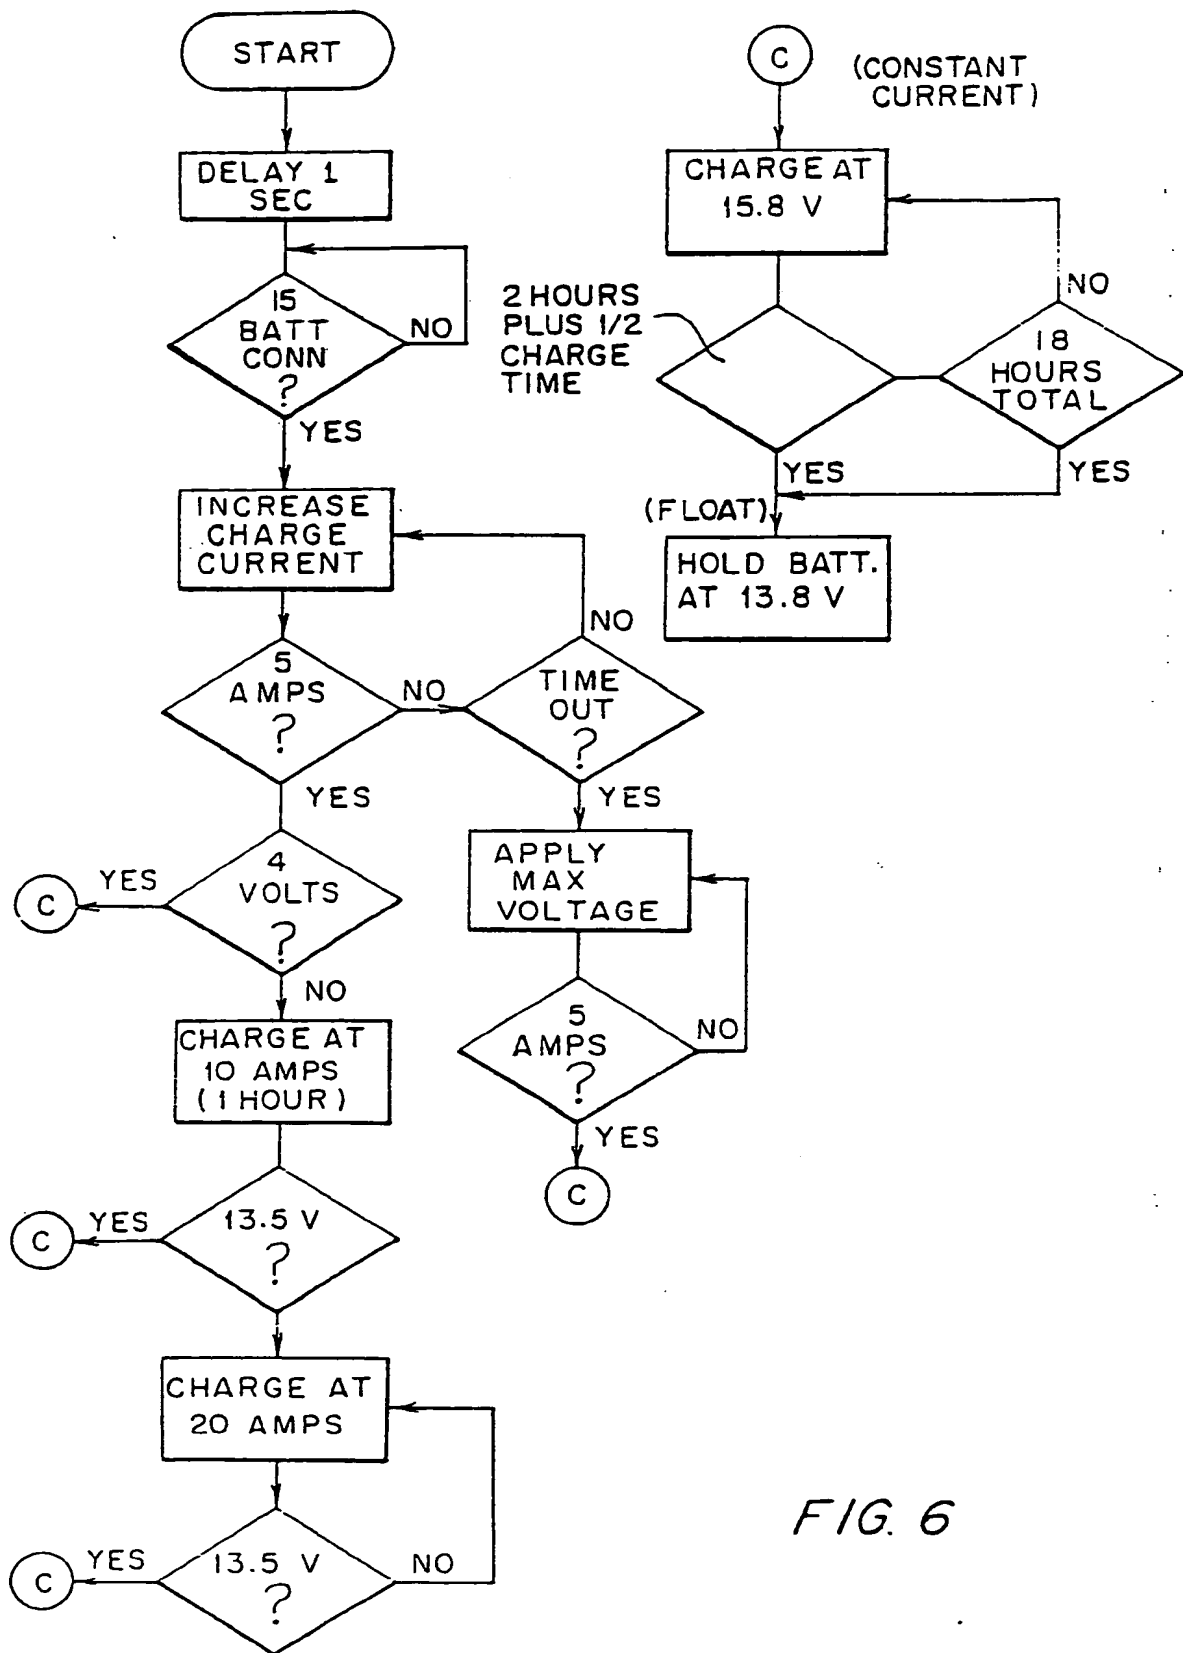 START
DELAY 1
SEC
15
BATT
CONN
?
NO
YES
INCREASE
CHARGE
CURRENT
5
AMPS
?
NO
YES
TIME
OUT
?
NO
YES
4
VOLTS
?
YES
C
NO
APPLY
MAX
VOLTAGE
5
AMPS
?
NO
YES
C
CHARGE AT
10 AMPS
(1 HOUR)
13.5 V
?
YES
C
CHARGE AT
20 AMPS
13.5 V
?
YES
C
NO
C
(CONSTANT
CURRENT)
CHARGE AT
15.8 V
2 HOURS
PLUS 1/2
CHARGE
TIME
NO
18
HOURS
TOTAL
YES
YES
(FLOAT)
HOLD BATT.
AT 13.8 V
FIG. 6